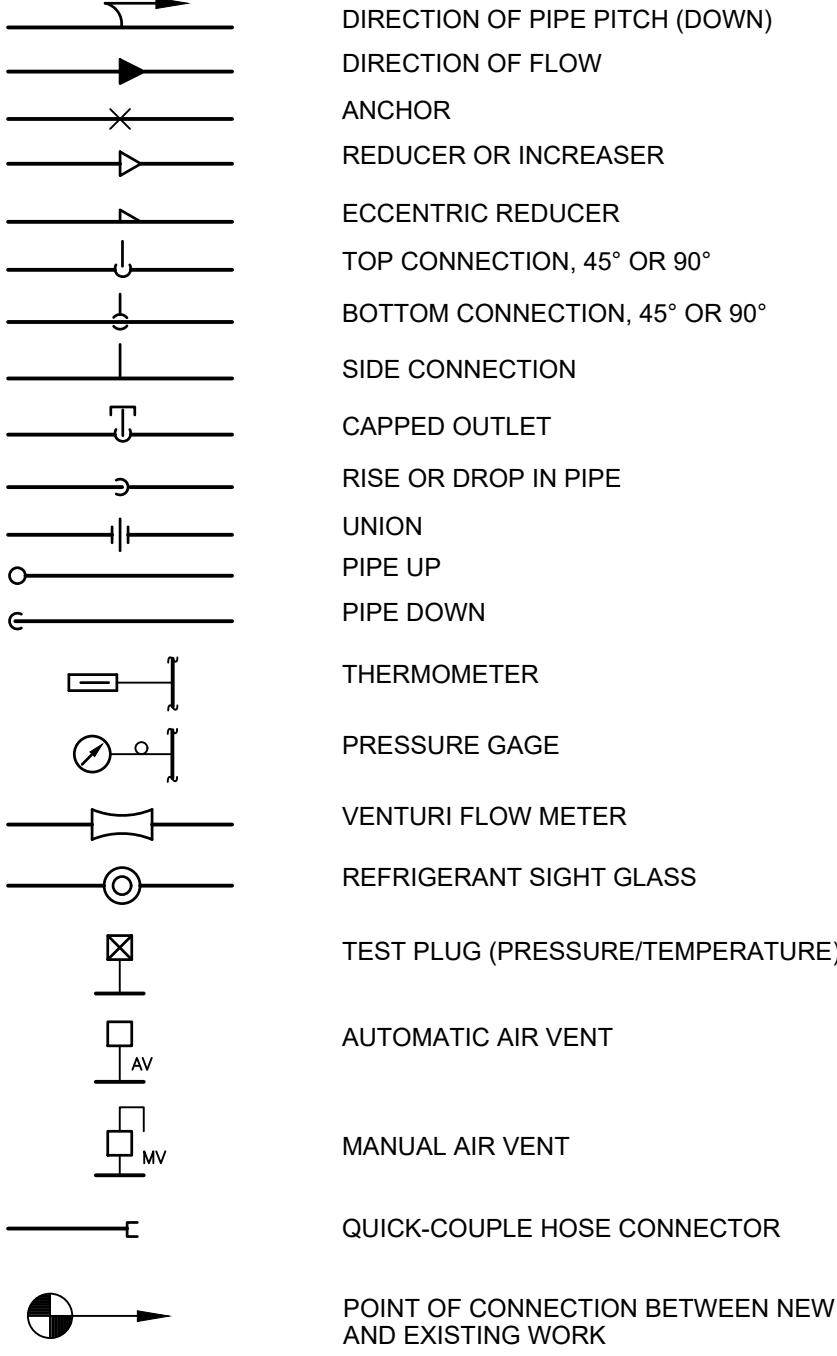 DIRECTION OF PIPE PITCH (DOWN)
DIRECTION OF FLOW
ANCHOR
REDUCER OR INCREASER
ECCENTRIC REDUCER
TOP CONNECTION, 45° OR 90°
BOTTOM CONNECTION, 45° OR 90°
SIDE CONNECTION
CAPPED OUTLET
RISE OR DROP IN PIPE
UNION
PIPE UP
PIPE DOWN
THERMOMETER
PRESSURE GAGE
VENTURI FLOW METER
REFRIGERANT SIGHT GLASS
TEST PLUG (PRESSURE/TEMPERATURE)
AUTOMATIC AIR VENT
AV
MANUAL AIR VENT
MV
QUICK-COUPLE HOSE CONNECTOR
POINT OF CONNECTION BETWEEN NEW
AND EXISTING WORK